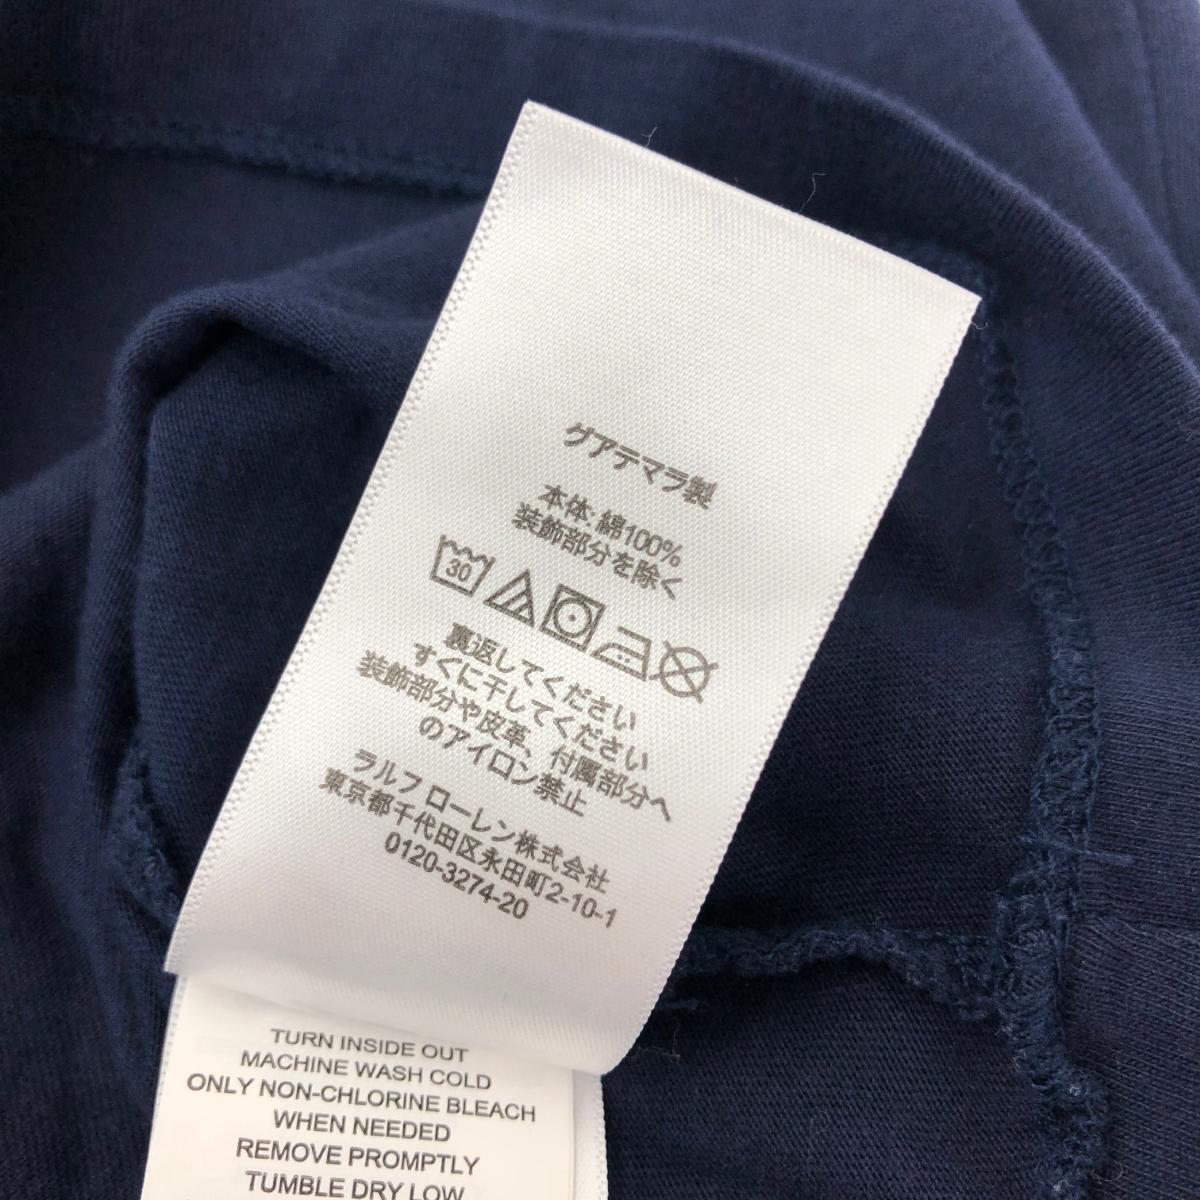 グアテマラ製
本体 綿100%
装飾部分を除く
30
裏返してください
すぐに干してください
装飾部分や皮革、付属部分へ
のアイロン禁止
ラルフ ローレン株式会社
東京都千代田区永田町2-10-1
0120-3274-20
TURN INSIDE OUT
MACHINE WASH COLD
ONLY NON-CHLORINE BLEACH
WHEN NEEDED
REMOVE PROMPTLY
TUMBLE DRY LOW